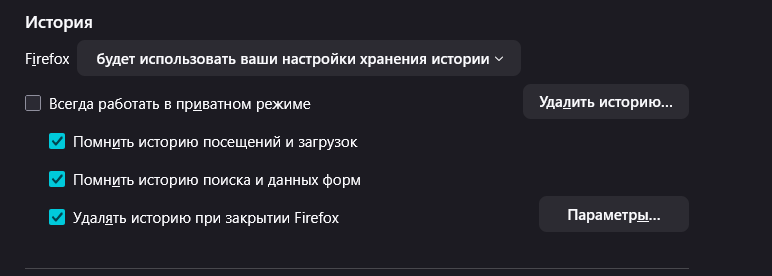 История
Firefox будет использовать ваши настройки хранения истории
Всегда работать в приватном режиме
Удалить историю...
Помнить историю посещений и загрузок
Помнить историю поиска и данных форм
Удалять историю при закрытии Firefox
Параметры...